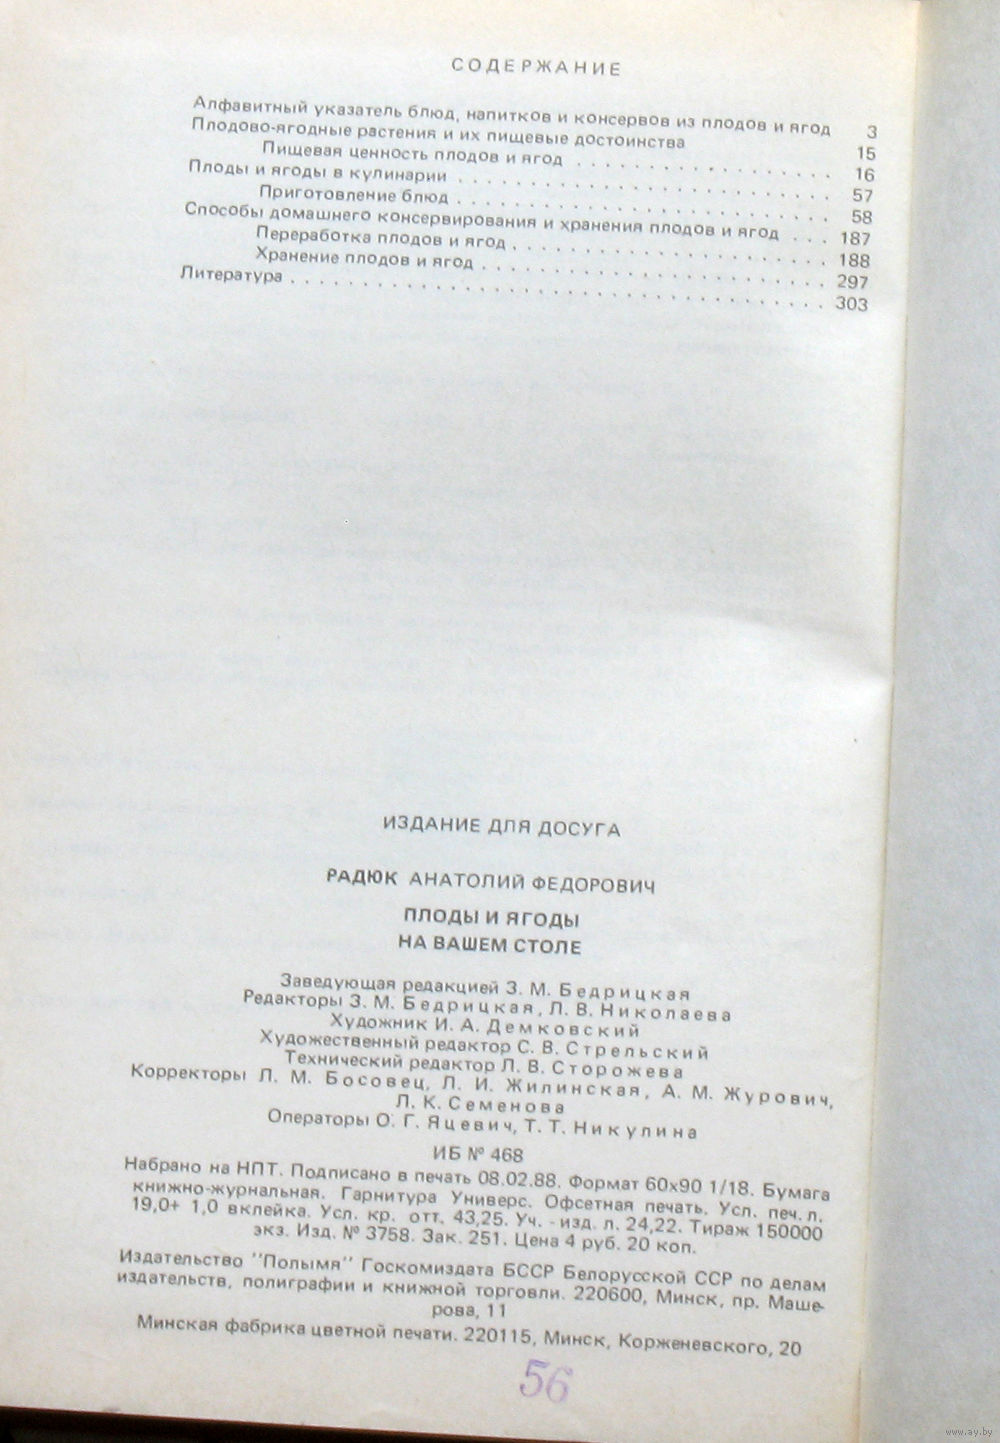 СОДЕРЖАНИЕ
Алфавитный указатель блюд, напитков и консервов из плодов и ягод 3
Плодово-ягодные растения и их пищевые достоинства 15
Пищевая ценность плодов и ягод . . . . . . . . . . . . . . 16
Плоды и ягоды в кулинарии . . . . . . . . . . . . . . . . . . . . 57
Приготовление блюд . . . . . . . . . . . . . . . . . . . . 58
Способы домашнего консервирования и хранения плодов и ягод . . . 187
Переработка плодов и ягод . . . . . . . . . . . . . . . . . 188
Хранение плодов и ягод . . . . . . . . . . . . . . . . . . . 297
Литература . . . . . . . . . . . . . . . . . . . . . . . . . . . . . . 303
ИЗДАНИЕ ДЛЯ ДОСУГА
РАДЮК АНАТОЛИЙ ФЕДОРОВИЧ
ПЛОДЫ И ЯГОДЫ
НА ВАШЕМ СТОЛЕ
Заведующая редакцией З. М. Бедрицкая
Редакторы З. М. Бедрицкая, Л. В. Николаева
Художник И. А. Демковский
Художественный редактор С. В. Стрельский
Технический редактор Л. В. Сторожева
Корректоры Л. М. Босовец, Л. И. Жилинская, А. М. Журович,
Л. К. Семенова
Операторы О. Г. Яцевич, Т. Т. Никулина
ИБ № 468
Набрано на НПТ. Подписано в печать 08.02.88. Формат 60х90 1/18. Бумага
книжно-журнальная. Гарнитура Универс. Офсетная печать. Усл. печ. л.
19,0+ 1,0 вклейка. Усл. кр. отт. 43,25. Уч. -изд. л. 24,22. Тираж 150000
экз. Изд. № 3758. Зак. 251. Цена 4 руб. 20 коп.
Издательство "Полымя" Госкомиздата БССР Белорусской ССР по делам
издательств, полиграфии и книжной торговли. 220600, Минск, пр. Маше-
рова, 11
Минская фабрика цветной печати. 220115, Минск, Корженевского, 20
56
www.ay.by